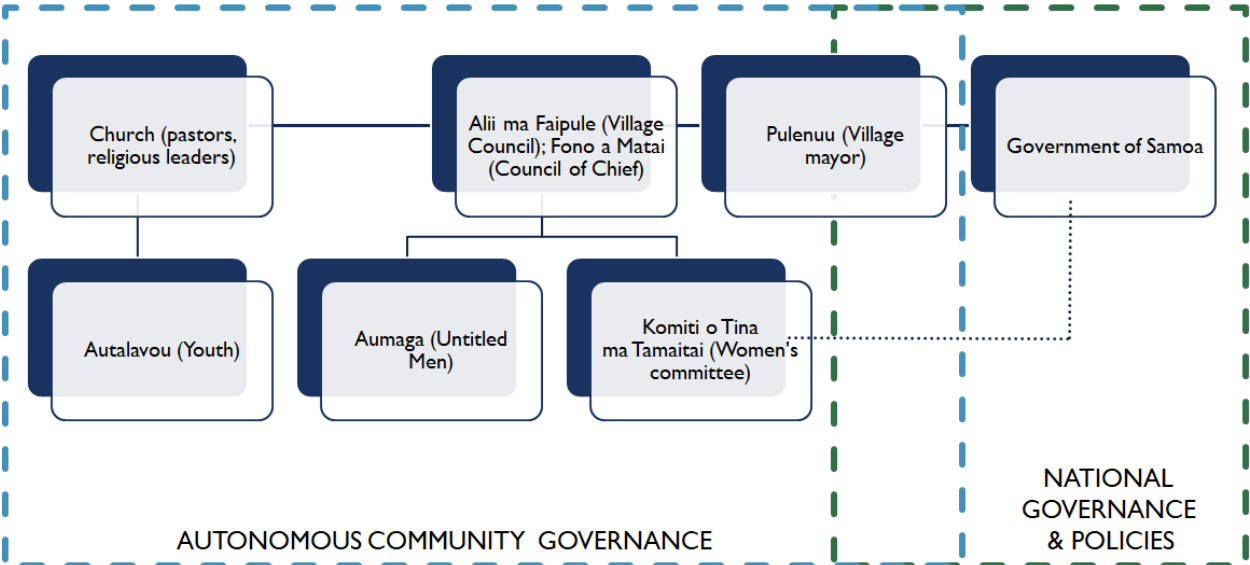 Church (pastors,
religious leaders)
Alii ma Faipule (Village
Council); Fono a Matai
(Council of Chief)
Pulenuu (Village
mayor)
Government of Samoa
Autalavou (Youth)
Aumaga (Untitled
Men)
Komiti o Tina
ma Tamaitai (Women's
committee)
AUTONOMOUS COMMUNITY GOVERNANCE
NATIONAL
GOVERNANCE
& POLICIES